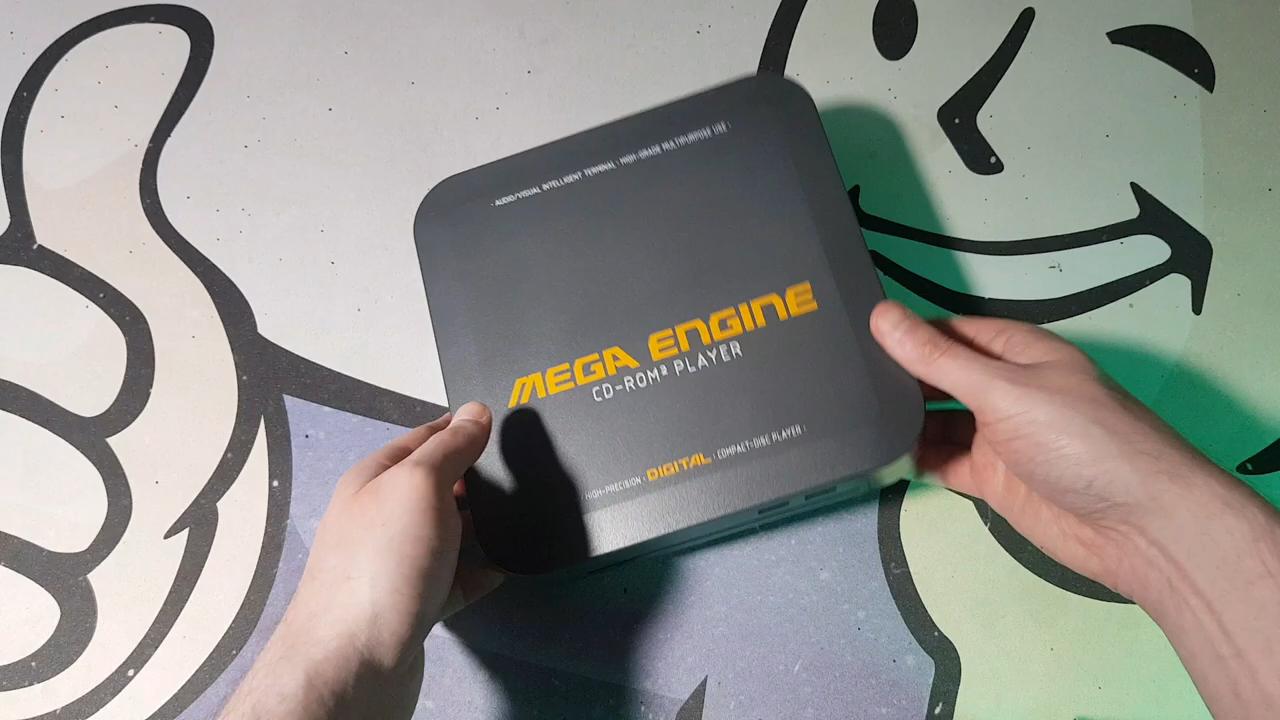 · AUDIO/VISUAL INTELLIGENT TERMINAL · HIGH-GRADE MULTIPURPOSE USE ·
MEGA ENGINE
CD-ROM² PLAYER
HIGH-PRECISION · DIGITAL · COMPACT-DISC PLAYER ·